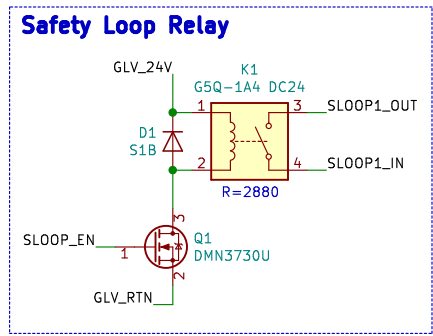 Safety Loop Relay
GLV_24V
K1
G5Q-1A4 DC24
1
3
SLOOP1_OUT
D1
S1B
2
4
SLOOP1_IN
R=2880
3
SLOOP_EN
1
Q1
DMN3730U
2
GLV_RTN